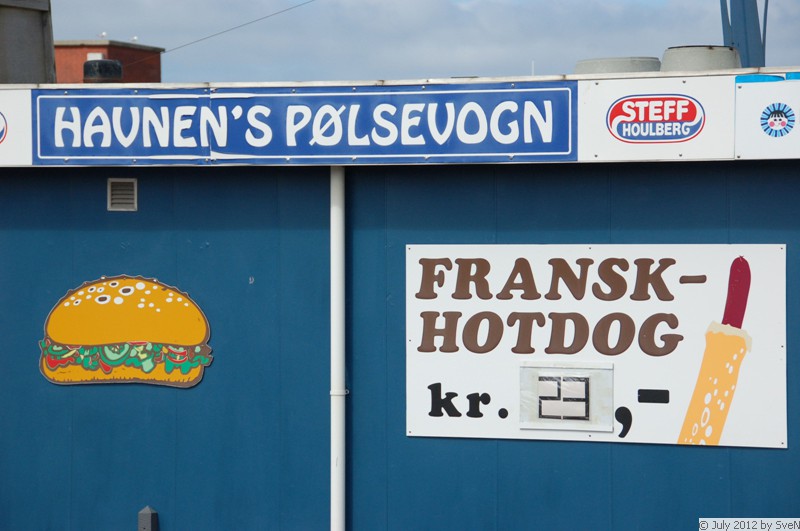 HAVNEN'S PØLSEVOGN
STEFF
HOULBERG
FRANSK-
HOTDOG
kr. 23,-
© July 2012 by SveN